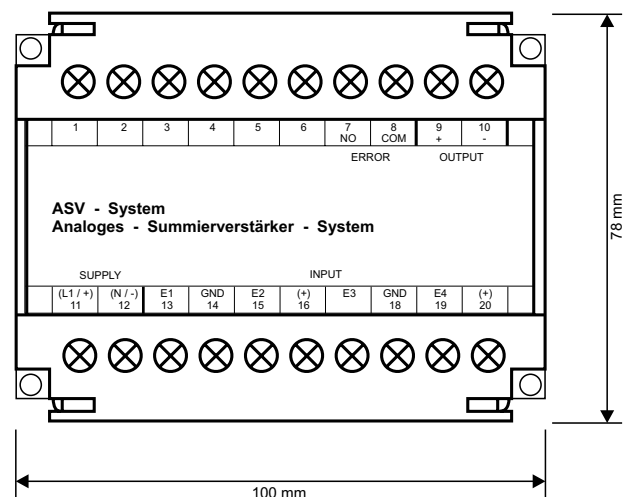 1 2 3 4 5 6 7 8 9 10
NO COM + -
ERROR OUTPUT
ASV - System
Analoges - Summierverstärker - System
SUPPLY INPUT
(L1 / +) (N / -) E1 GND E2 (+) E3 GND E4 (+)
11 12 13 14 15 16 18 19 20
78 mm
100 mm